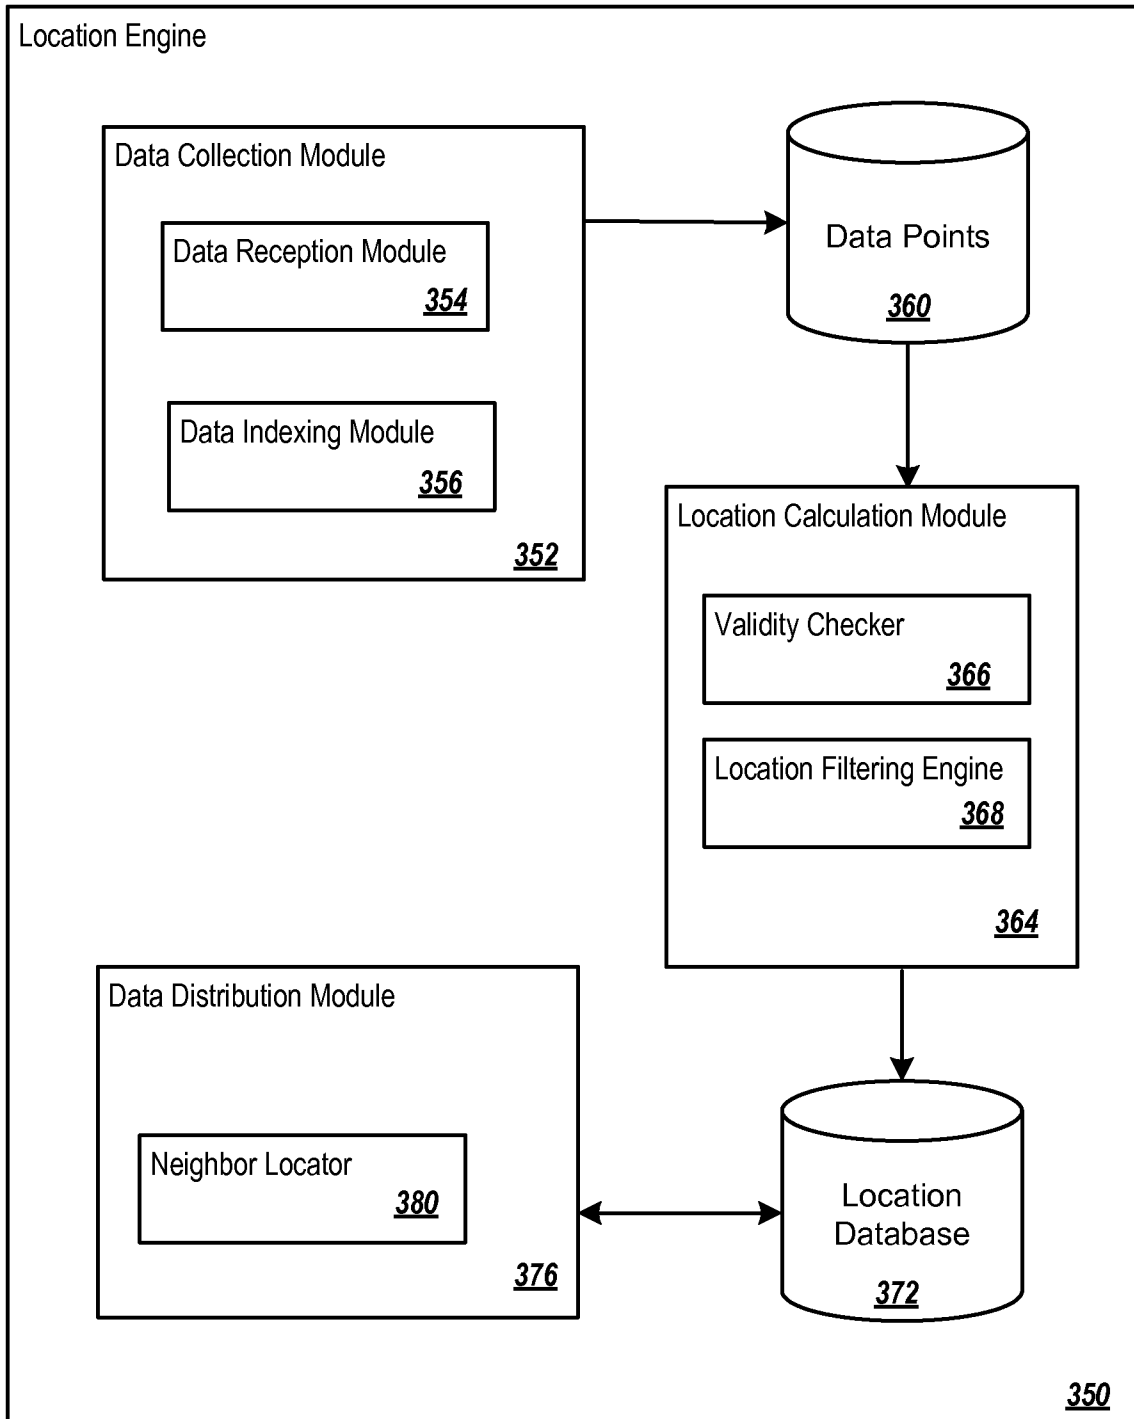 Location Engine
Data Collection Module
Data Reception Module
354
Data Indexing Module
356
352
Data Points
360
Location Calculation Module
Validity Checker
366
Location Filtering Engine
368
364
Data Distribution Module
Neighbor Locator
380
376
Location
Database
372
350